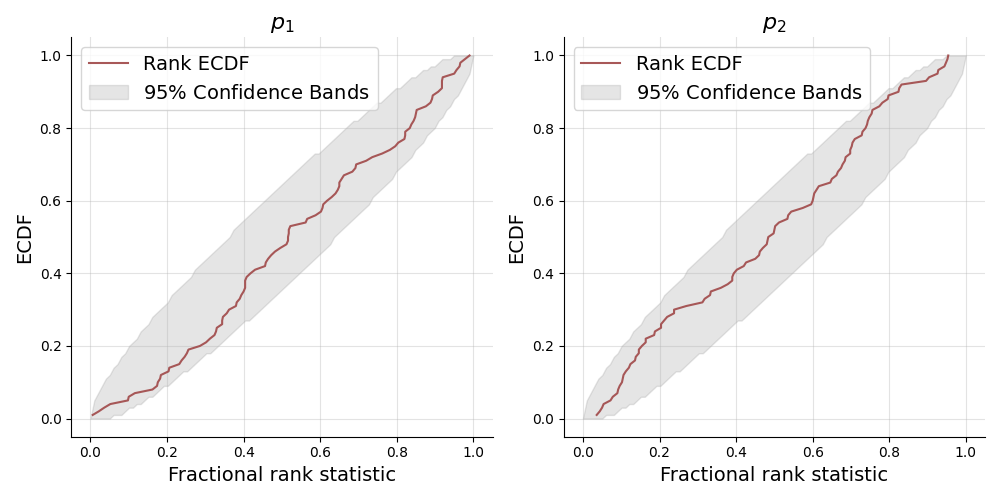 p1
Rank ECDF
95% Confidence Bands
1.0
0.8
0.6
0.4
0.2
0.0
ECDF
0.0 0.2 0.4 0.6 0.8 1.0
Fractional rank statistic
p2
Rank ECDF
95% Confidence Bands
1.0
0.8
0.6
0.4
0.2
0.0
ECDF
0.0 0.2 0.4 0.6 0.8 1.0
Fractional rank statistic